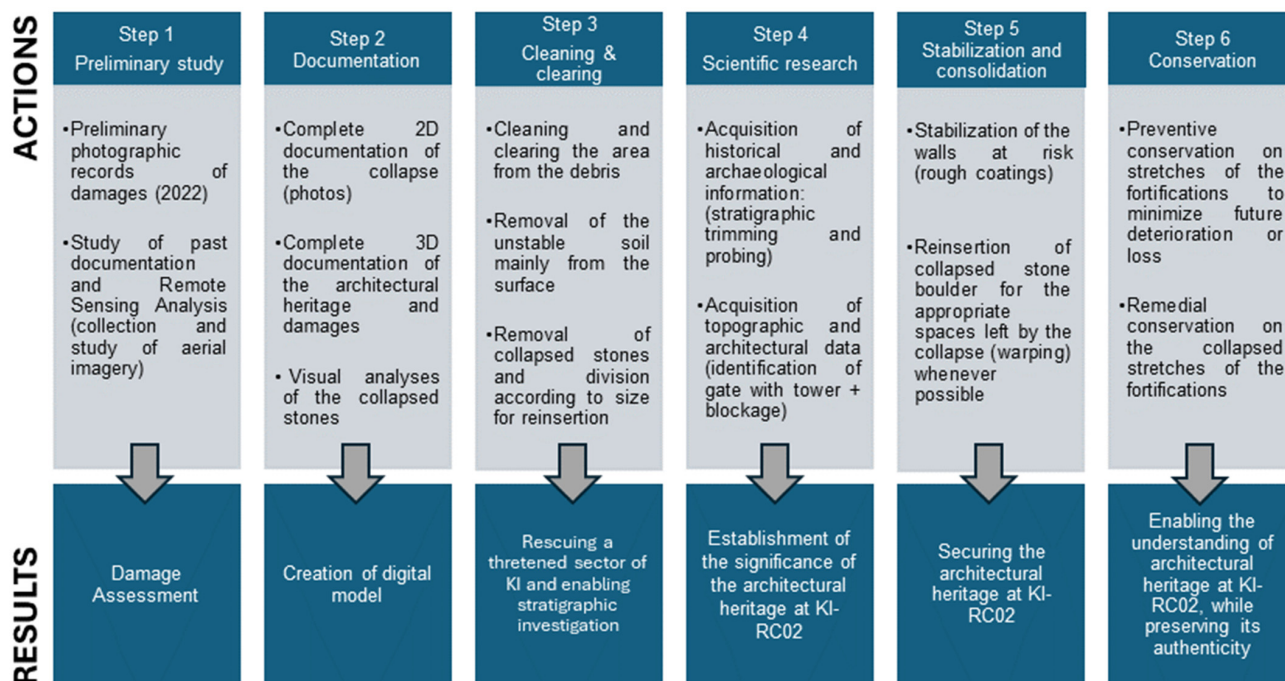 ACTIONS
Step 1
Preliminary study
•Preliminary
photographic
records of
damages (2022)
•Study of past
documentation
and Remote
Sensing Analysis
(collection and
study of aerial
imagery)
Step 2
Documentation
•Complete 2D
documentation of
the collapse
(photos)
•Complete 3D
documentation of
the architectural
heritage and
damages
• Visual analyses
of the collapsed
stones
Step 3
Cleaning &
clearing
•Cleaning and
clearing the area
from the debris
•Removal of the
unstable soil
mainly from the
surface
•Removal of
collapsed stones
and division
according to size
for reinsertion
Step 4
Scientific research
•Acquisition of
historical and
archaeological
information:
(stratigraphic
trimming and
probing)
•Acquisition of
topographic and
architectural data
(identification of
gate with tower +
blockage)
Step 5
Stabilization and
consolidation
•Stabilization of the
walls at risk
(rough coatings)
•Reinsertion of
collapsed stone
boulder for the
appropriate
spaces left by the
collapse (warping)
whenever
possible
Step 6
Conservation
•Preventive
conservation on
stretches of the
fortifications to
minimize future
deterioration or
loss
•Remedial
conservation on
the collapsed
stretches of the
fortifications
RESULTS
Damage
Assessment
Creation of digital
model
Rescuing a
thretened sector of
KI and enabling
stratigraphic
investigation
Establishment of
the significance of
the architectural
heritage at KI-
RC02
Securing the
architectural
heritage at KI-
RC02
Enabling the
understanding of
architectural
heritage at KI-
RC02, while
preserving its
authenticity